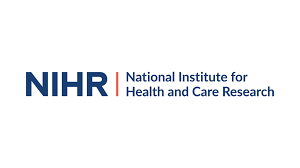 NIHR | National Institute for
Health and Care Research